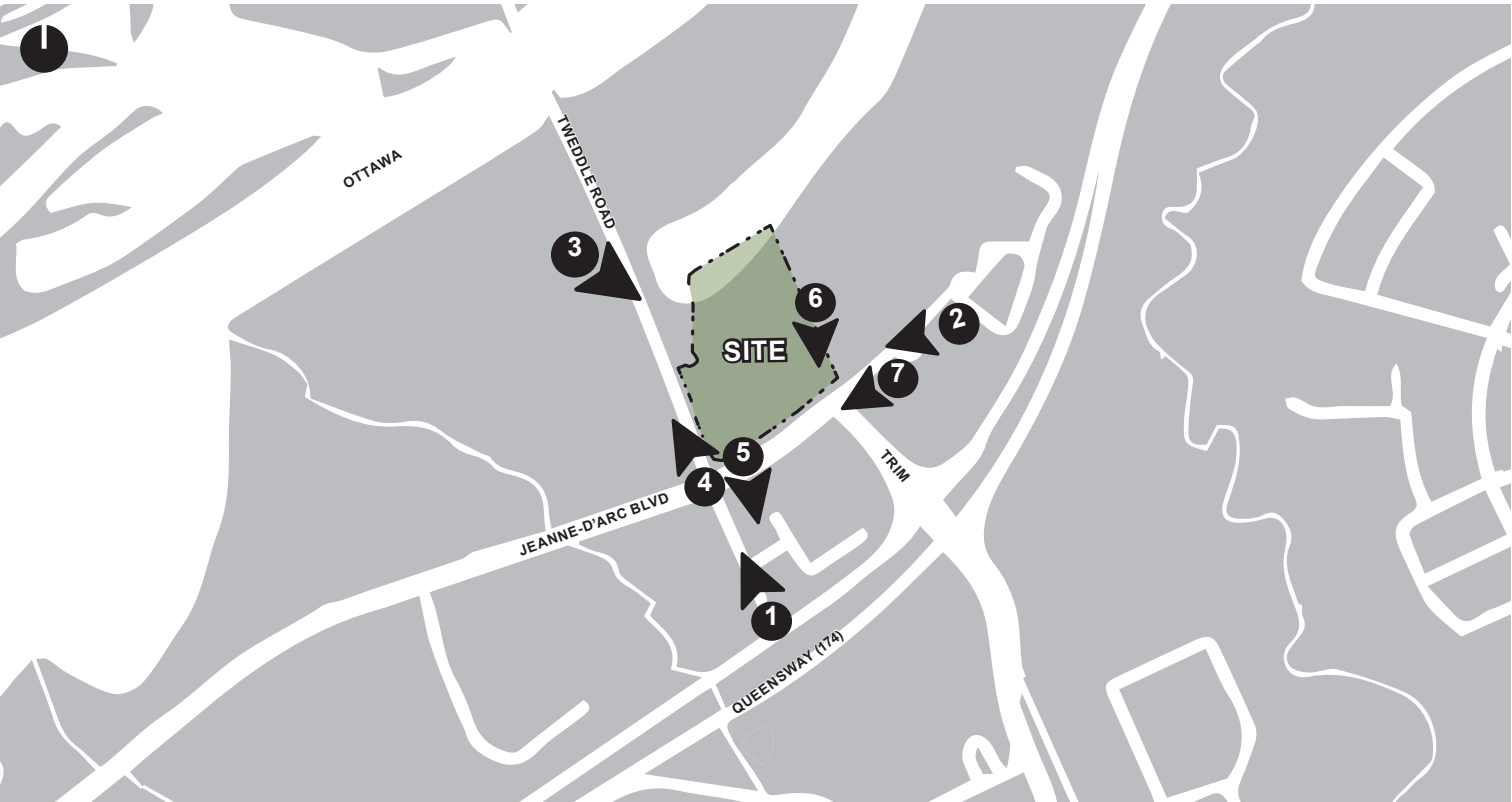 OTTAWA
TWEDDLE ROAD
3
6
2
SITE
7
5
4
TRIM
JEANNE-D'ARC BLVD
1
QUEENSWAY (174)